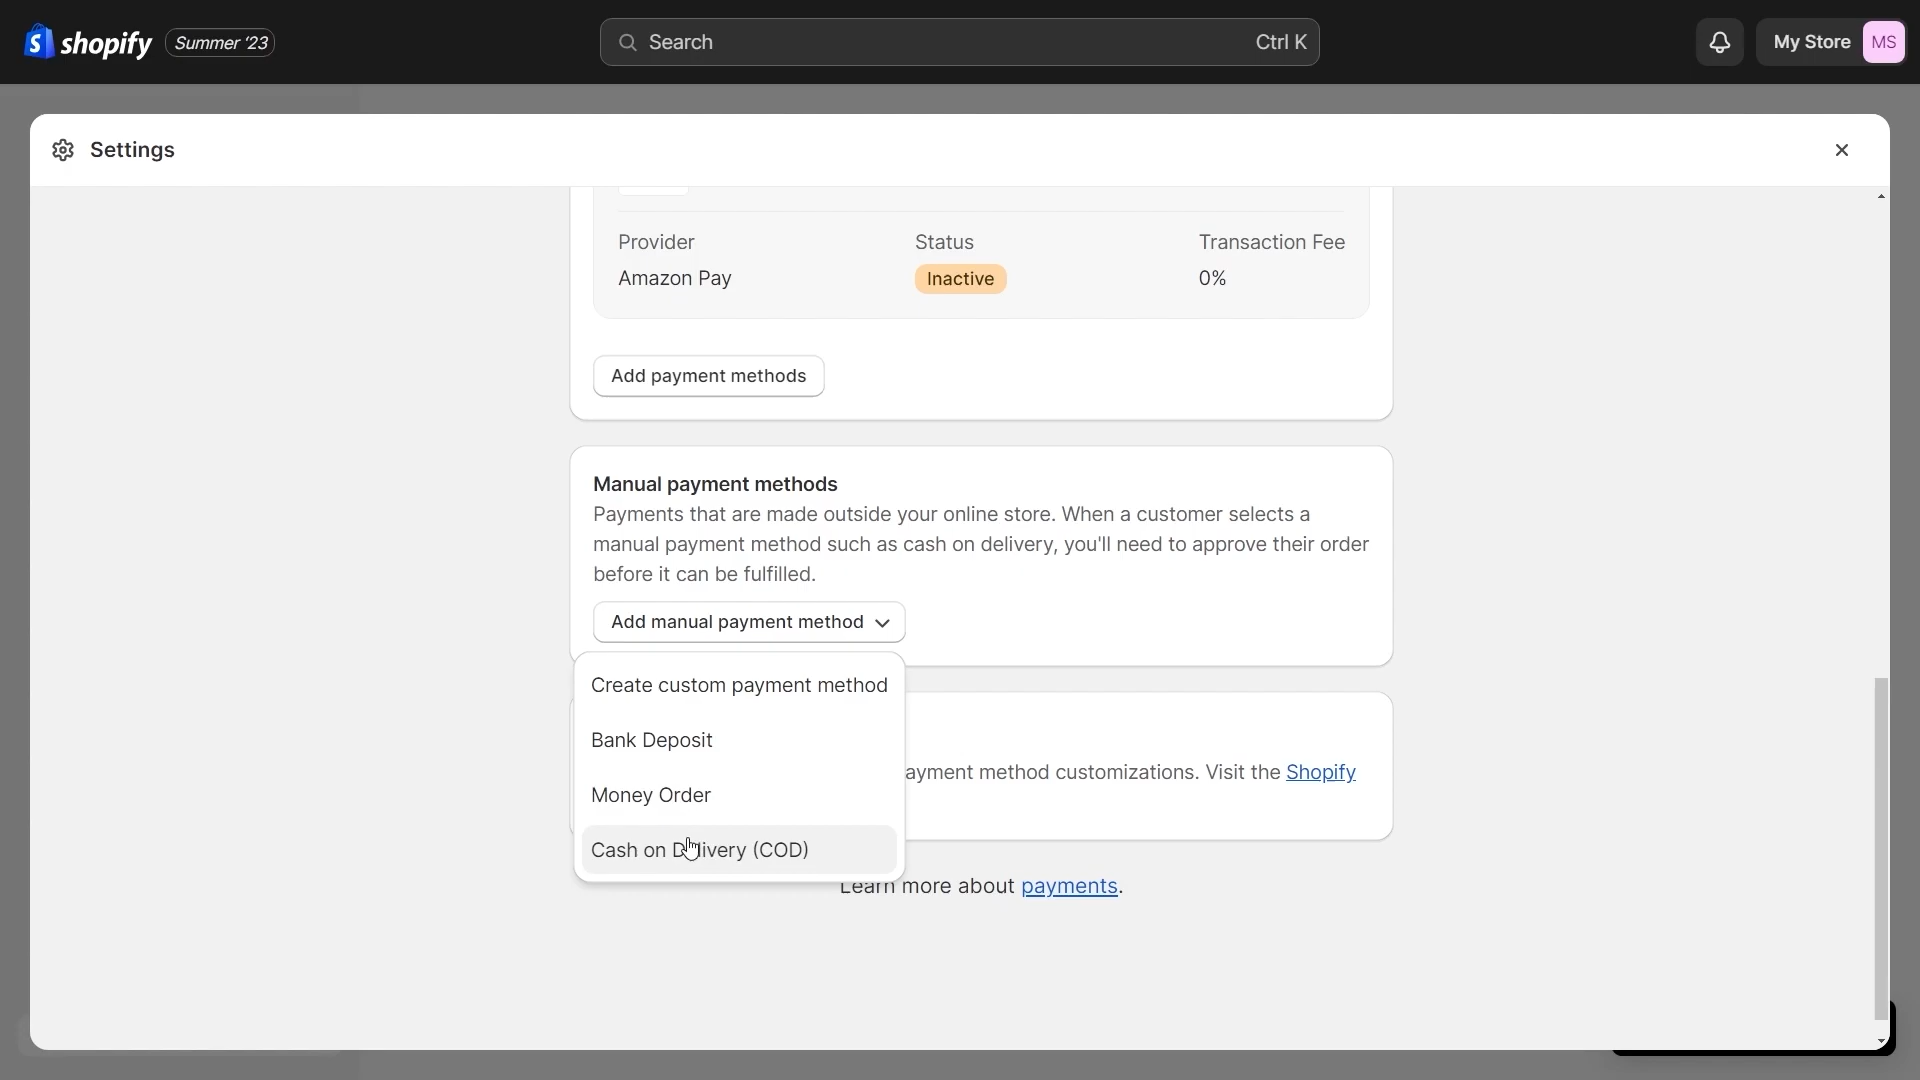 shopify Summer '23 Search Ctrl K My Store MS
Settings
Provider Status Transaction Fee
Amazon Pay Inactive 0%
Add payment methods
Manual payment methods
Payments that are made outside your online store. When a customer selects a
manual payment method such as cash on delivery, you'll need to approve their order
before it can be fulfilled.
Add manual payment method
Create custom payment method
Bank Deposit
ayment method customizations. Visit the Shopify
Money Order
Cash on Delivery (COD)
Learn more about payments.